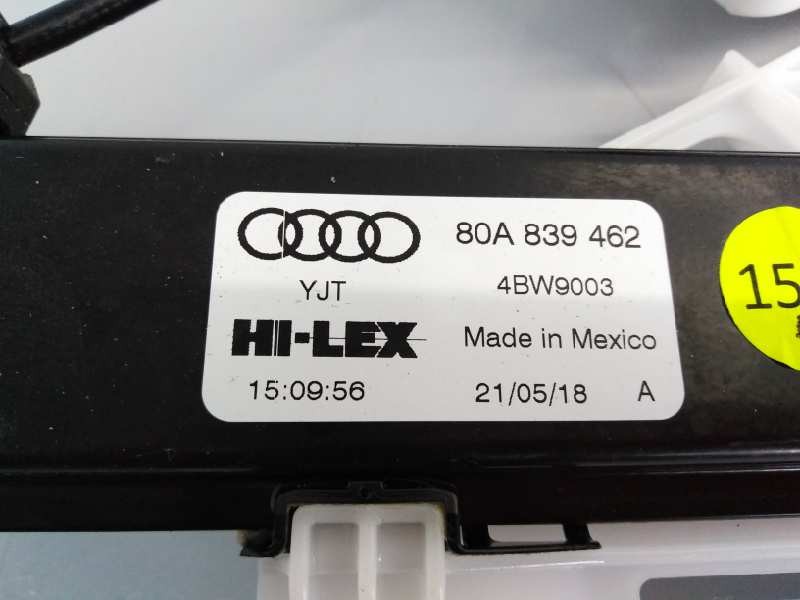 80A 839 462
YJT 4BW9003
HI-LEX Made in Mexico
15:09:56 21/05/18 A
15